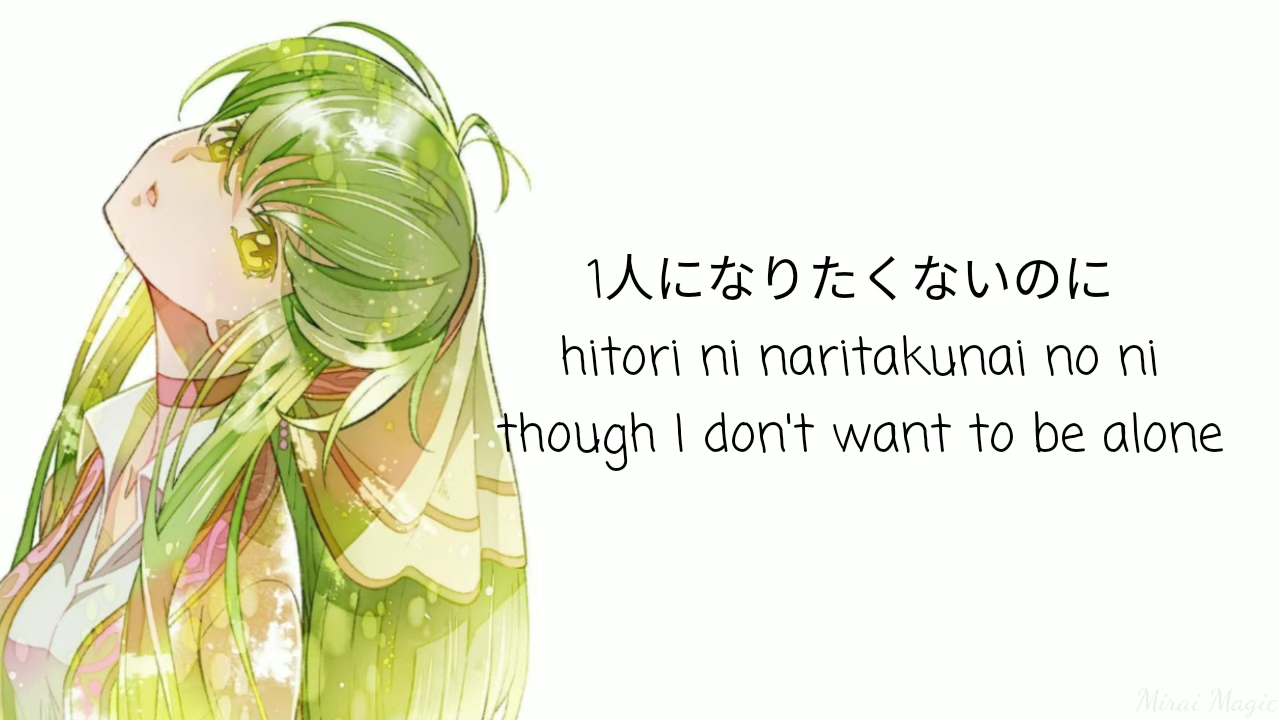 1人になりたくないのに
hitori ni naritakunai no ni
though I don't want to be alone
Mirai Magic